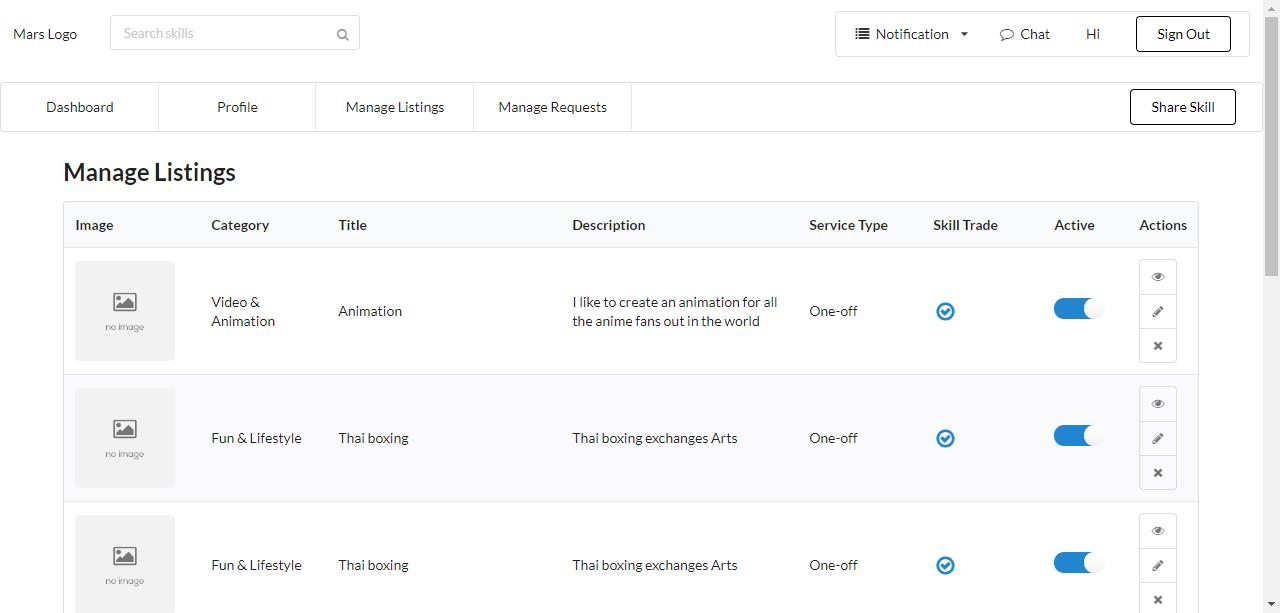 Mars Logo
Search skills
Notification
Chat
Hi
Sign Out
Dashboard
Profile
Manage Listings
Manage Requests
Share Skill
Manage Listings
Image
Category
Title
Description
Service Type
Skill Trade
Active
Actions
no image
Video &
Animation
Animation
I like to create an animation for all
the anime fans out in the world
One-off
no image
Fun & Lifestyle
Thai boxing
Thai boxing exchanges Arts
One-off
no image
Fun & Lifestyle
Thai boxing
Thai boxing exchanges Arts
One-off